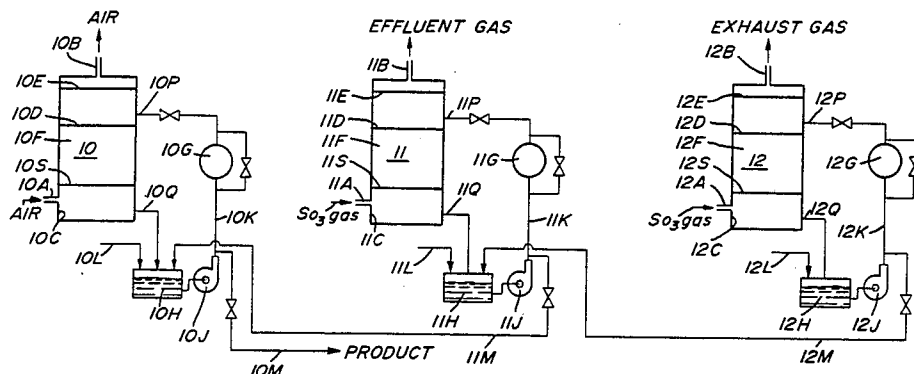 AIR
10B
10E
10D
10F
10
10S
10A
AIR
10C
10P
10G
10Q
10K
10L
10H
10J
10M
PRODUCT
EFFLUENT GAS
11B
11E
11D
11F
11
11S
11A
So3 gas
11C
11P
11G
11Q
11K
11L
11H
11J
11M
EXHAUST GAS
12B
12E
12D
12F
12
12S
12A
So3gas
12C
12P
12G
12Q
12K
12L
12H
12J
12M